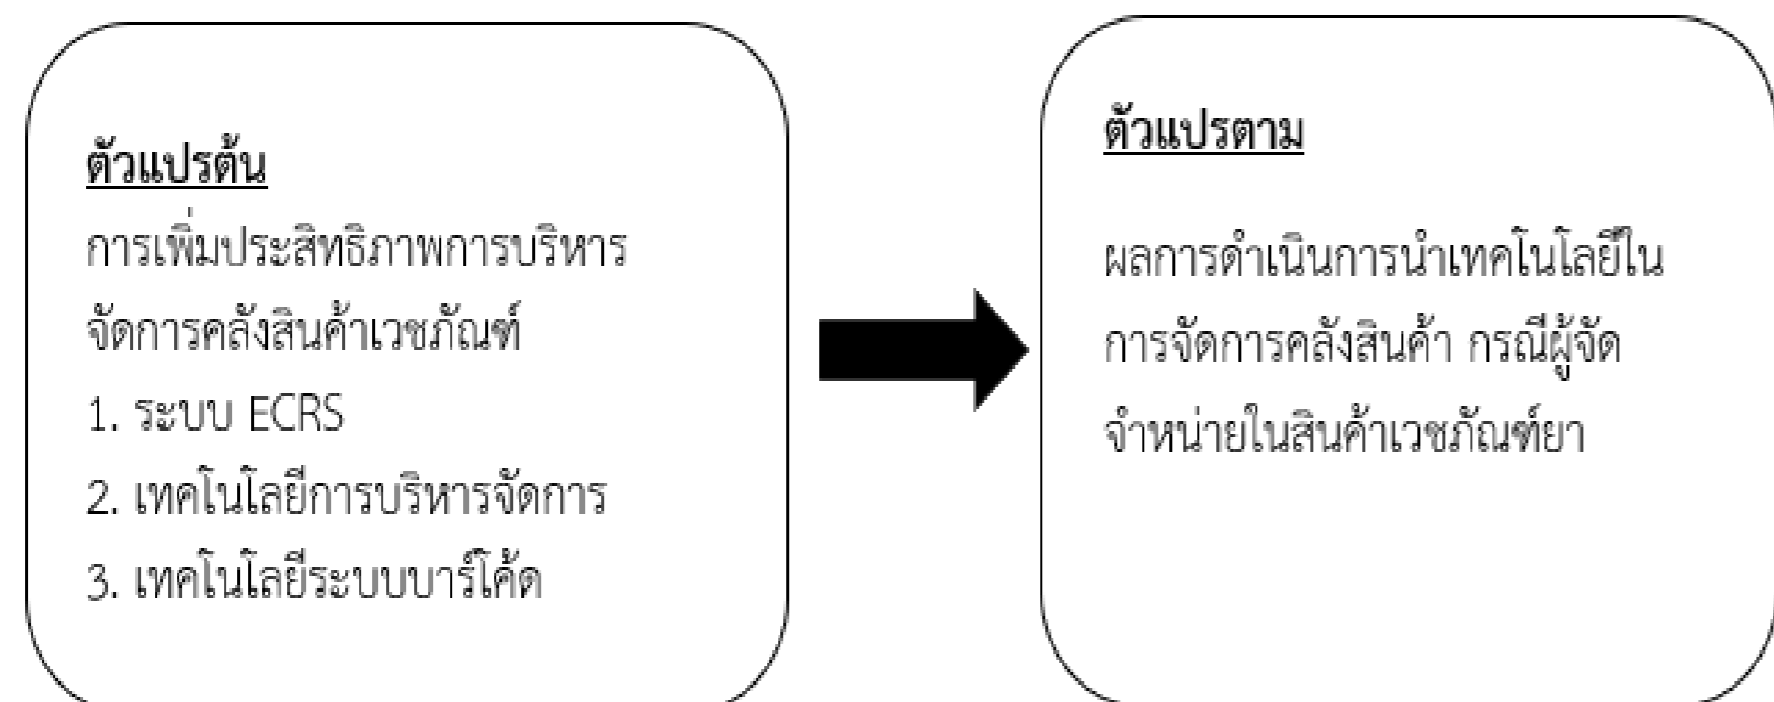 ตัวแปรต้น
การเพิ่มประสิทธิภาพการบริหาร
จัดการคลังสินค้าเวชภัณฑ์
1. ระบบ ECRS
2. เทคโนโลยีการบริหารจัดการ
3. เทคโนโลยีระบบบาร์โค้ด
ตัวแปรตาม
ผลการดำเนินการนำเทคโนโลยีใน
การจัดการคลังสินค้า กรณีผู้จัด
จำหน่ายในสินค้าเวชภัณฑ์ยา